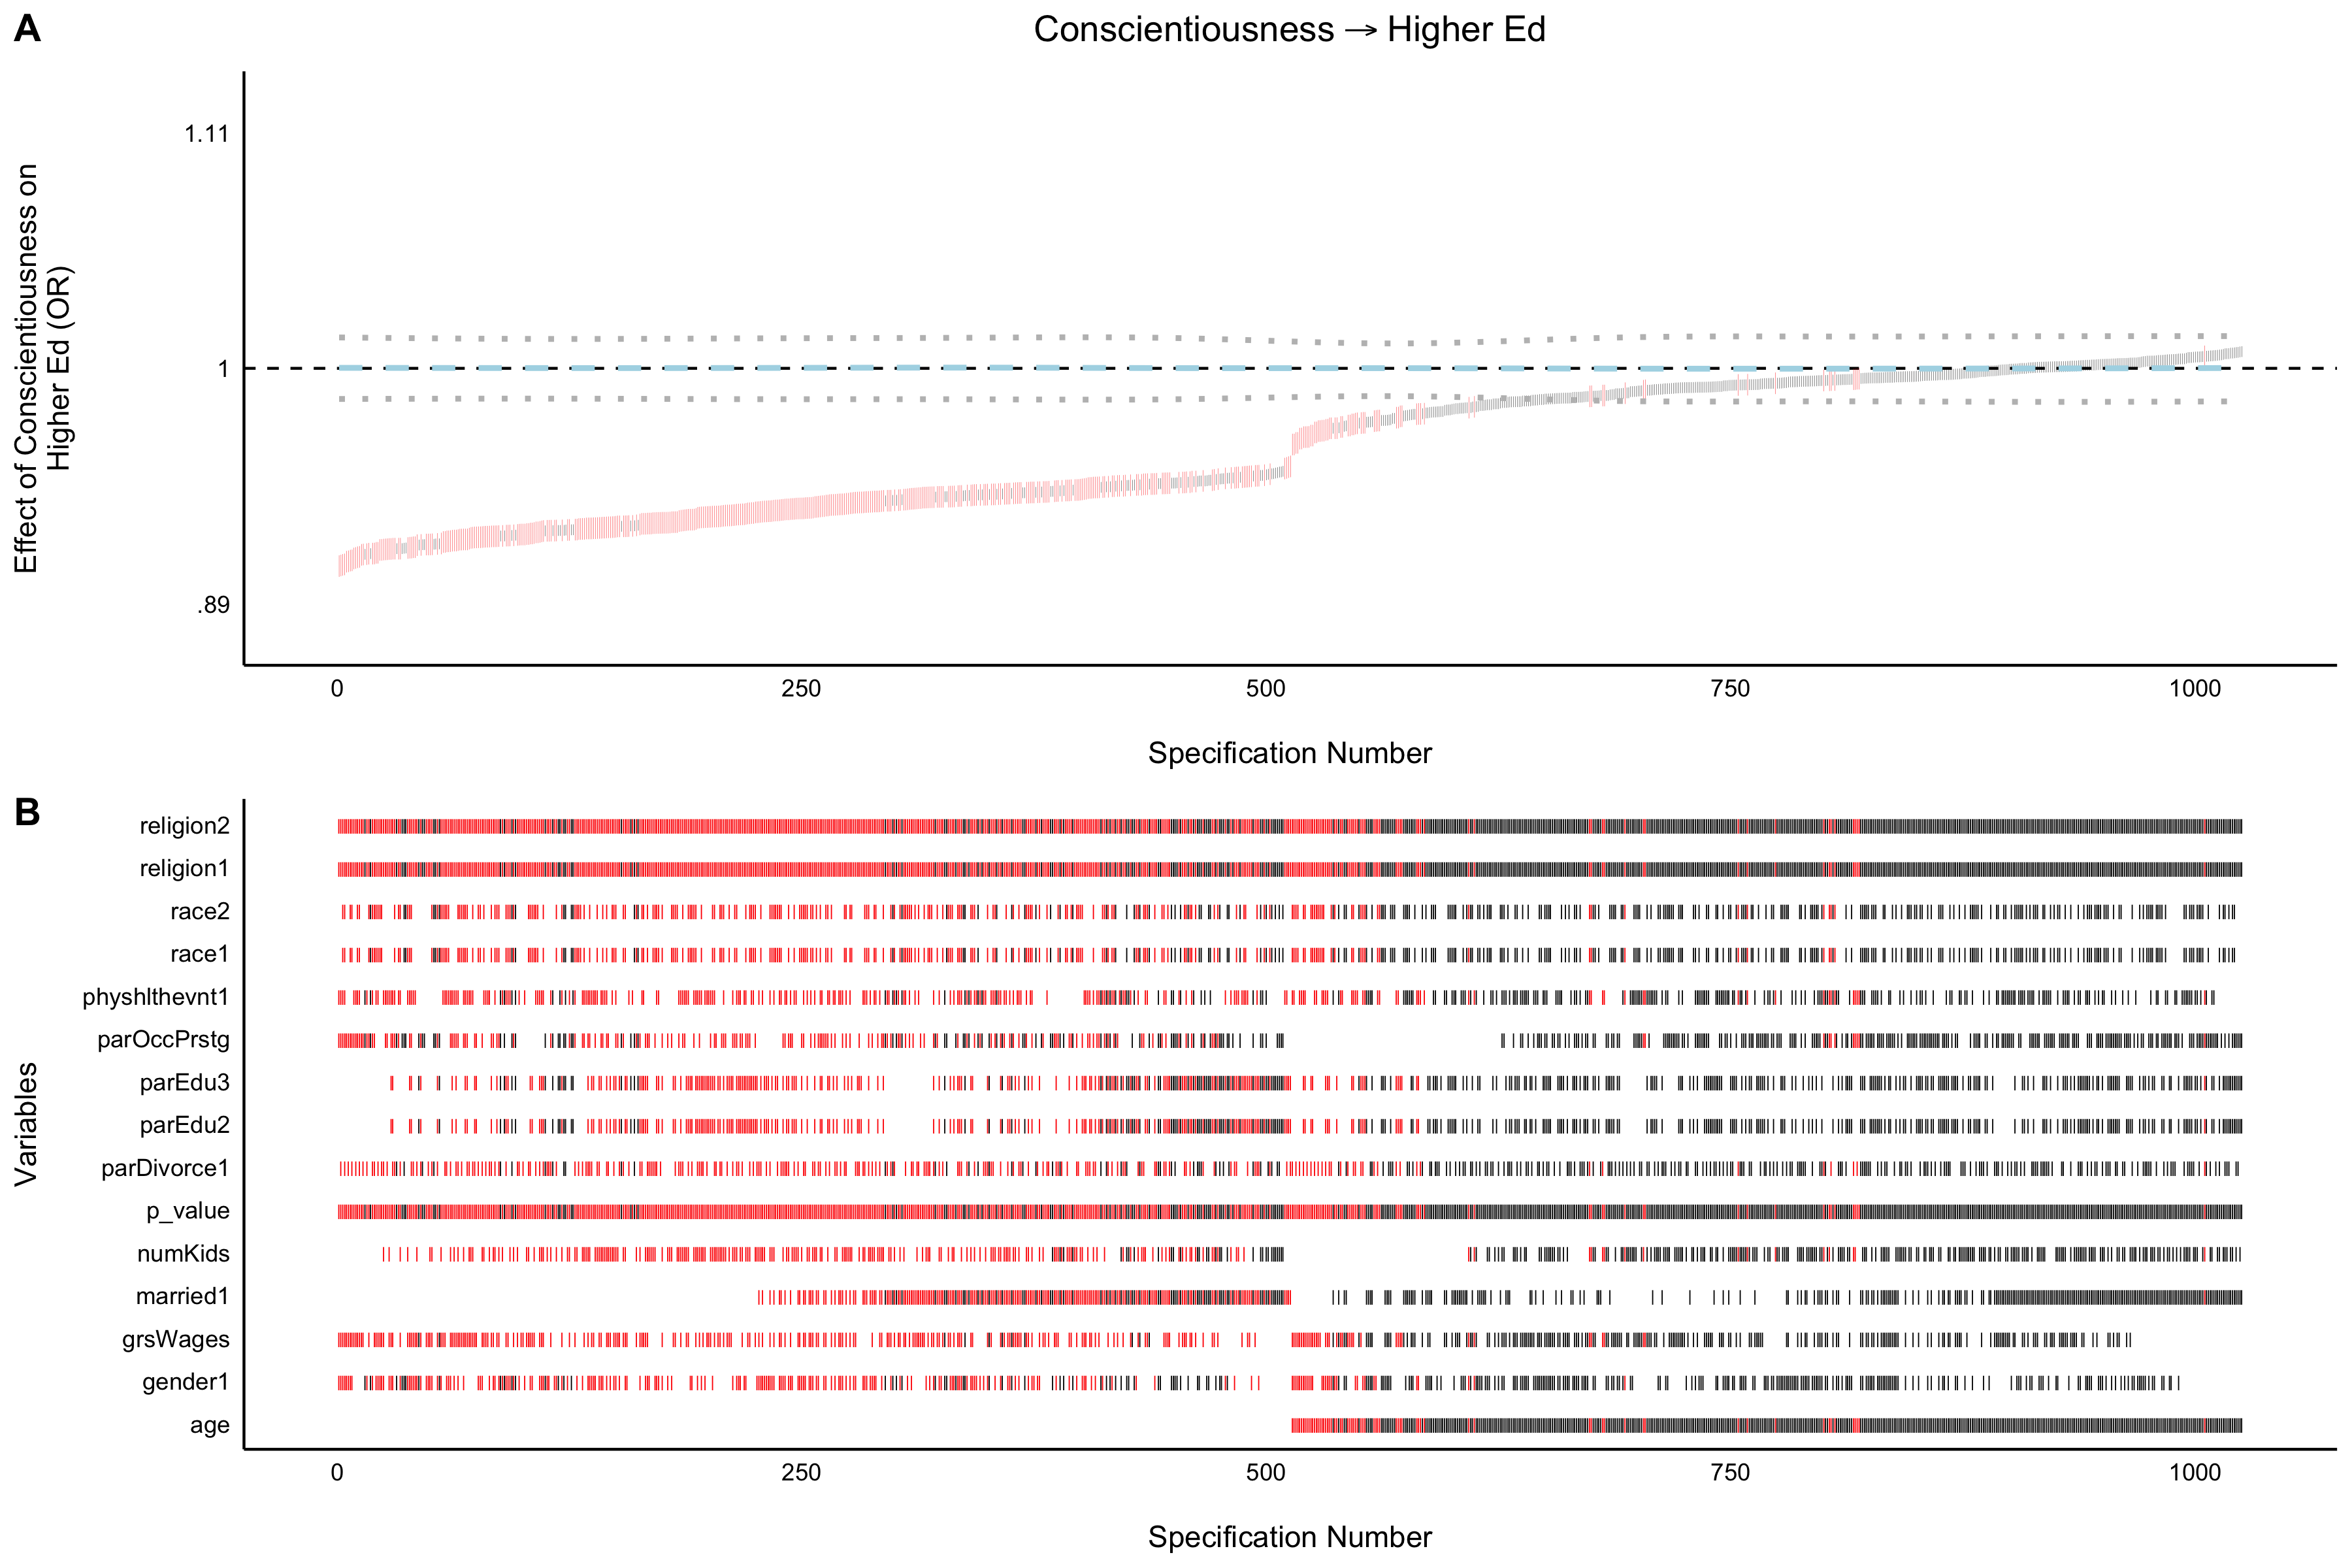 A
Conscientiousness → Higher Ed
Effect of Conscientiousness on
Higher Ed (OR)
1.11
1
.89
0 250 500 750 1000
Specification Number
B
Variables
religion2
religion1
race2
race1
physhlthevnt1
parOccPrstg
parEdu3
parEdu2
parDivorce1
p_value
numKids
married1
grsWages
gender1
age
0 250 500 750 1000
Specification Number